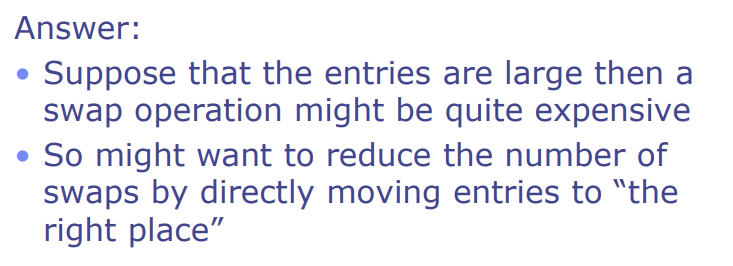 Answer:
• Suppose that the entries are large then a
swap operation might be quite expensive
• So might want to reduce the number of
swaps by directly moving entries to “the
right place”